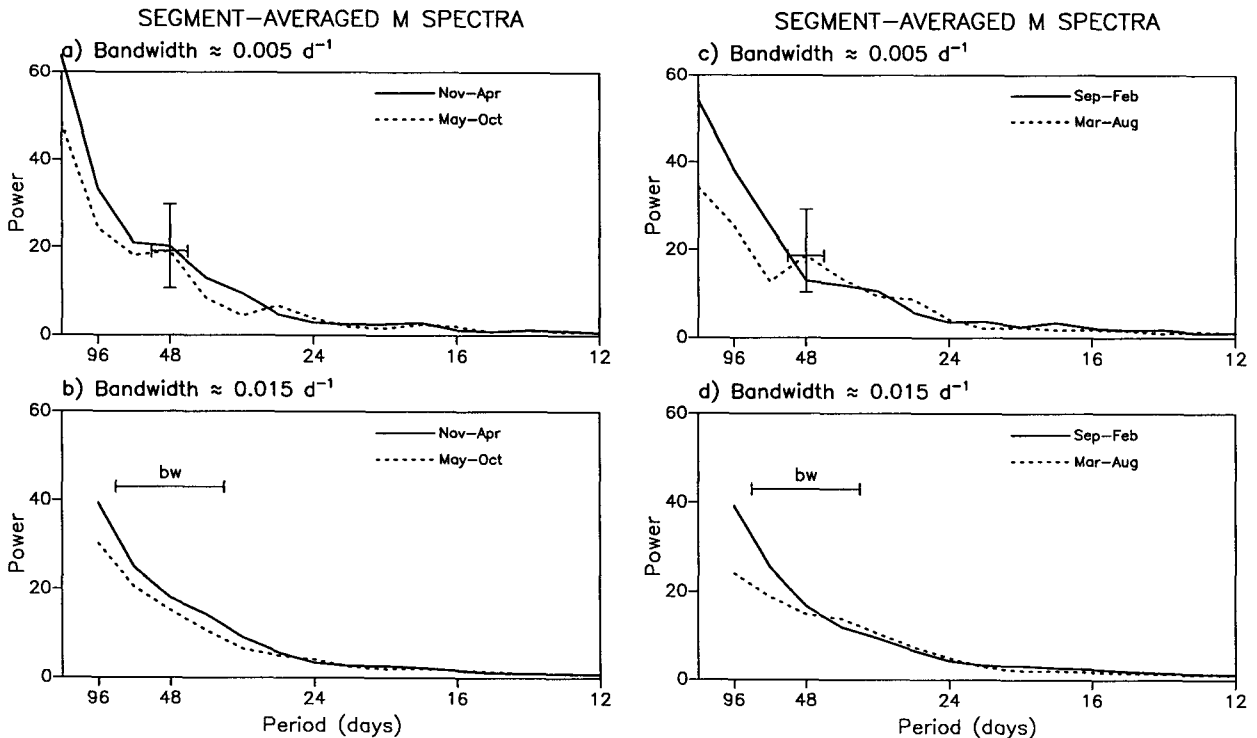 SEGMENT-AVERAGED M SPECTRA
a) Bandwidth ≈ 0.005 d⁻¹
60
40
20
0
Power
Nov-Apr
May-Oct
96 48 24 16 12
b) Bandwidth ≈ 0.015 d⁻¹
60
40
20
0
Power
Nov-Apr
May-Oct
bw
96 48 24 16 12
Period (days)
SEGMENT-AVERAGED M SPECTRA
c) Bandwidth ≈ 0.005 d⁻¹
60
40
20
0
Power
Sep-Feb
Mar-Aug
96 48 24 16 12
d) Bandwidth ≈ 0.015 d⁻¹
60
40
20
0
Power
Sep-Feb
Mar-Aug
bw
96 48 24 16 12
Period (days)